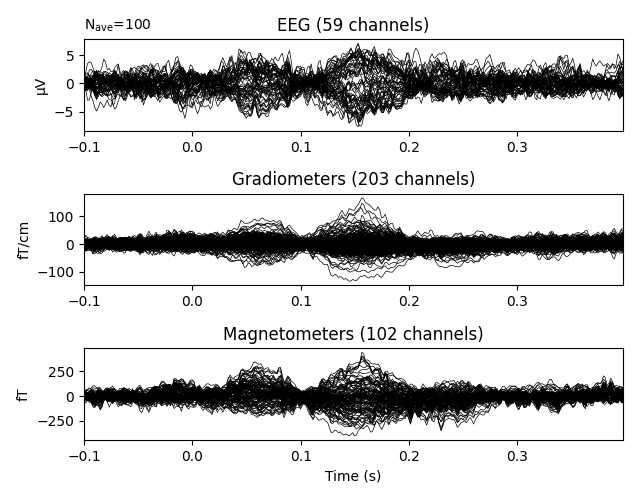 N_ave=100
EEG (59 channels)
5
0
−5
µV
−0.1 0.0 0.1 0.2 0.3
Gradiometers (203 channels)
100
0
−100
fT/cm
−0.1 0.0 0.1 0.2 0.3
Magnetometers (102 channels)
250
0
−250
fT
−0.1 0.0 0.1 0.2 0.3
Time (s)